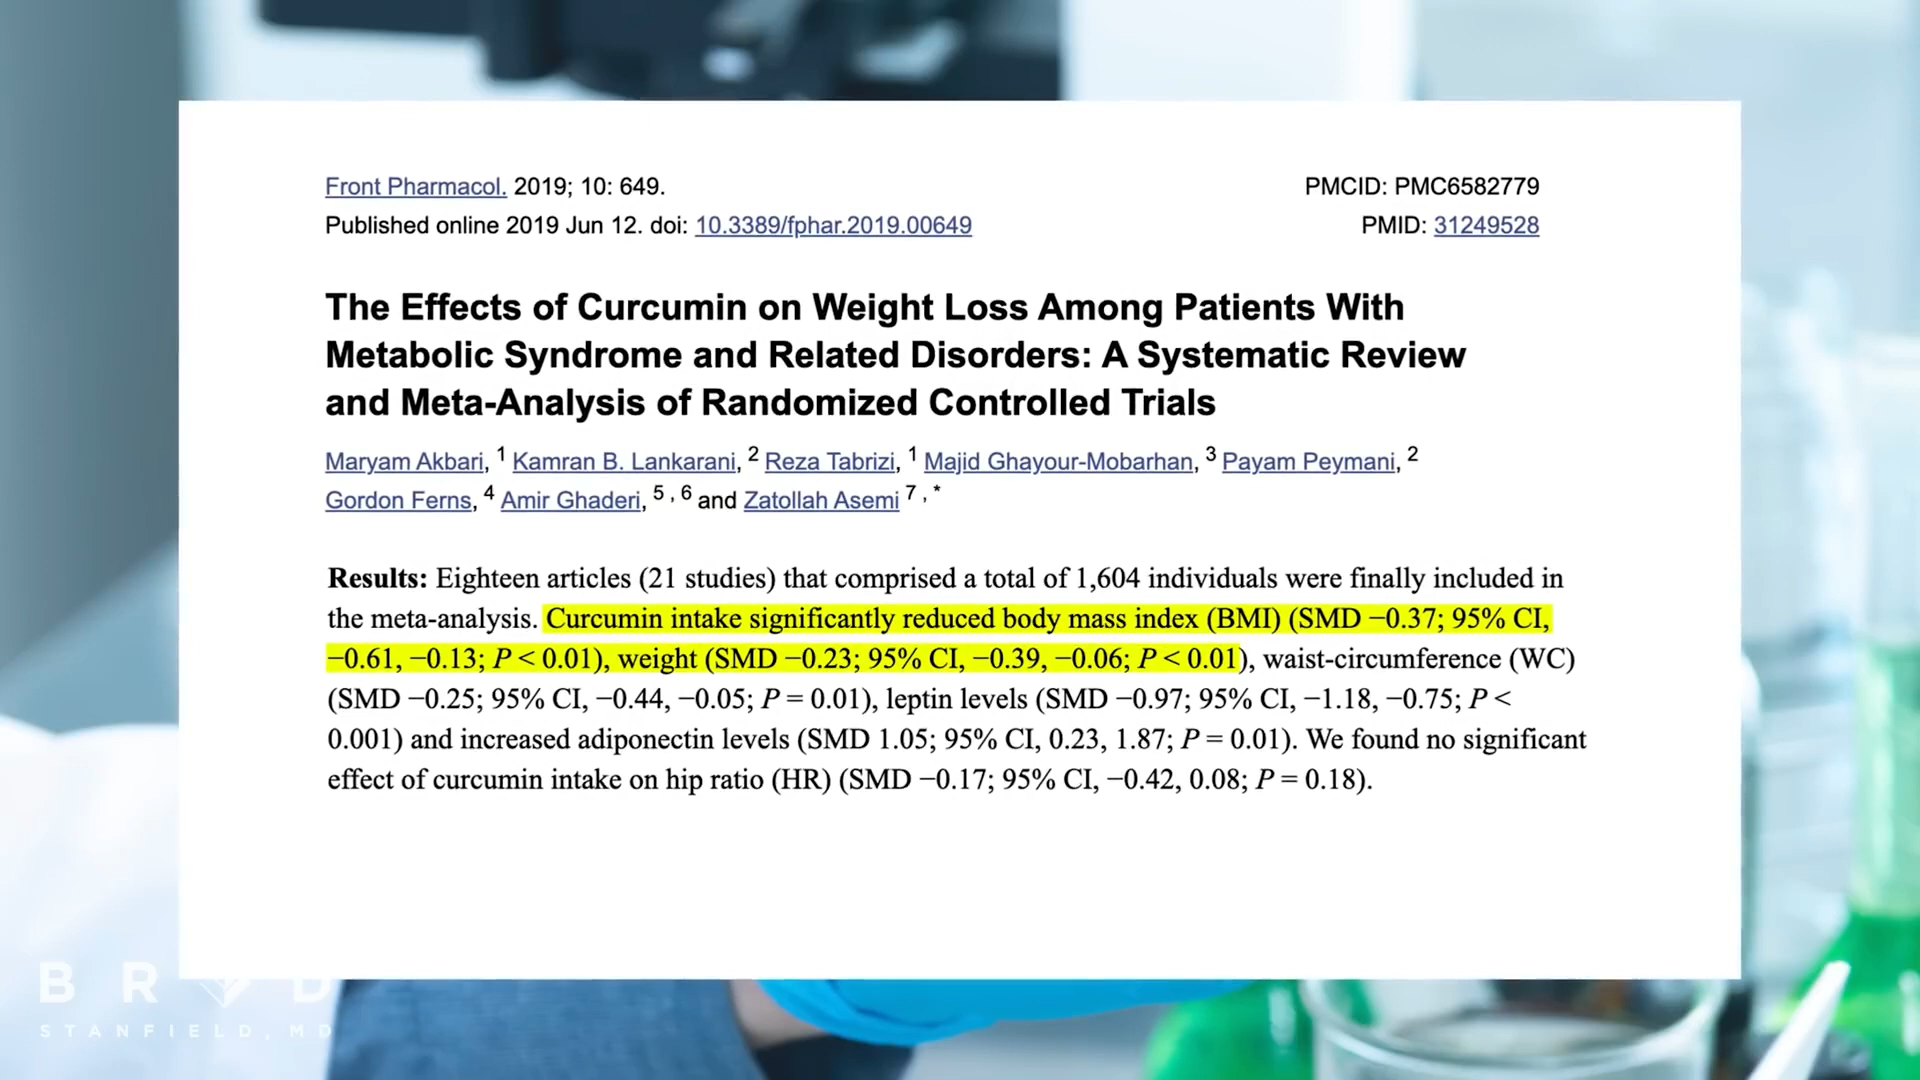 Front Pharmacol. 2019; 10: 649.
PMCID: PMC6582779
Published online 2019 Jun 12. doi: 10.3389/fphar.2019.00649
PMID: 31249528
The Effects of Curcumin on Weight Loss Among Patients With
Metabolic Syndrome and Related Disorders: A Systematic Review
and Meta-Analysis of Randomized Controlled Trials
Maryam Akbari, 1 Kamran B. Lankarani, 2 Reza Tabrizi, 1 Majid Ghayour-Mobarhan, 3 Payam Peymani, 2
Gordon Ferns, 4 Amir Ghaderi, 5 , 6 and Zatollah Asemi 7 , *
Results: Eighteen articles (21 studies) that comprised a total of 1,604 individuals were finally included in
the meta-analysis. Curcumin intake significantly reduced body mass index (BMI) (SMD −0.37; 95% CI,
−0.61, −0.13; P < 0.01), weight (SMD −0.23; 95% CI, −0.39, −0.06; P < 0.01), waist-circumference (WC)
(SMD −0.25; 95% CI, −0.44, −0.05; P = 0.01), leptin levels (SMD −0.97; 95% CI, −1.18, −0.75; P <
0.001) and increased adiponectin levels (SMD 1.05; 95% CI, 0.23, 1.87; P = 0.01). We found no significant
effect of curcumin intake on hip ratio (HR) (SMD −0.17; 95% CI, −0.42, 0.08; P = 0.18).
BRAD
STANFIELD, MD